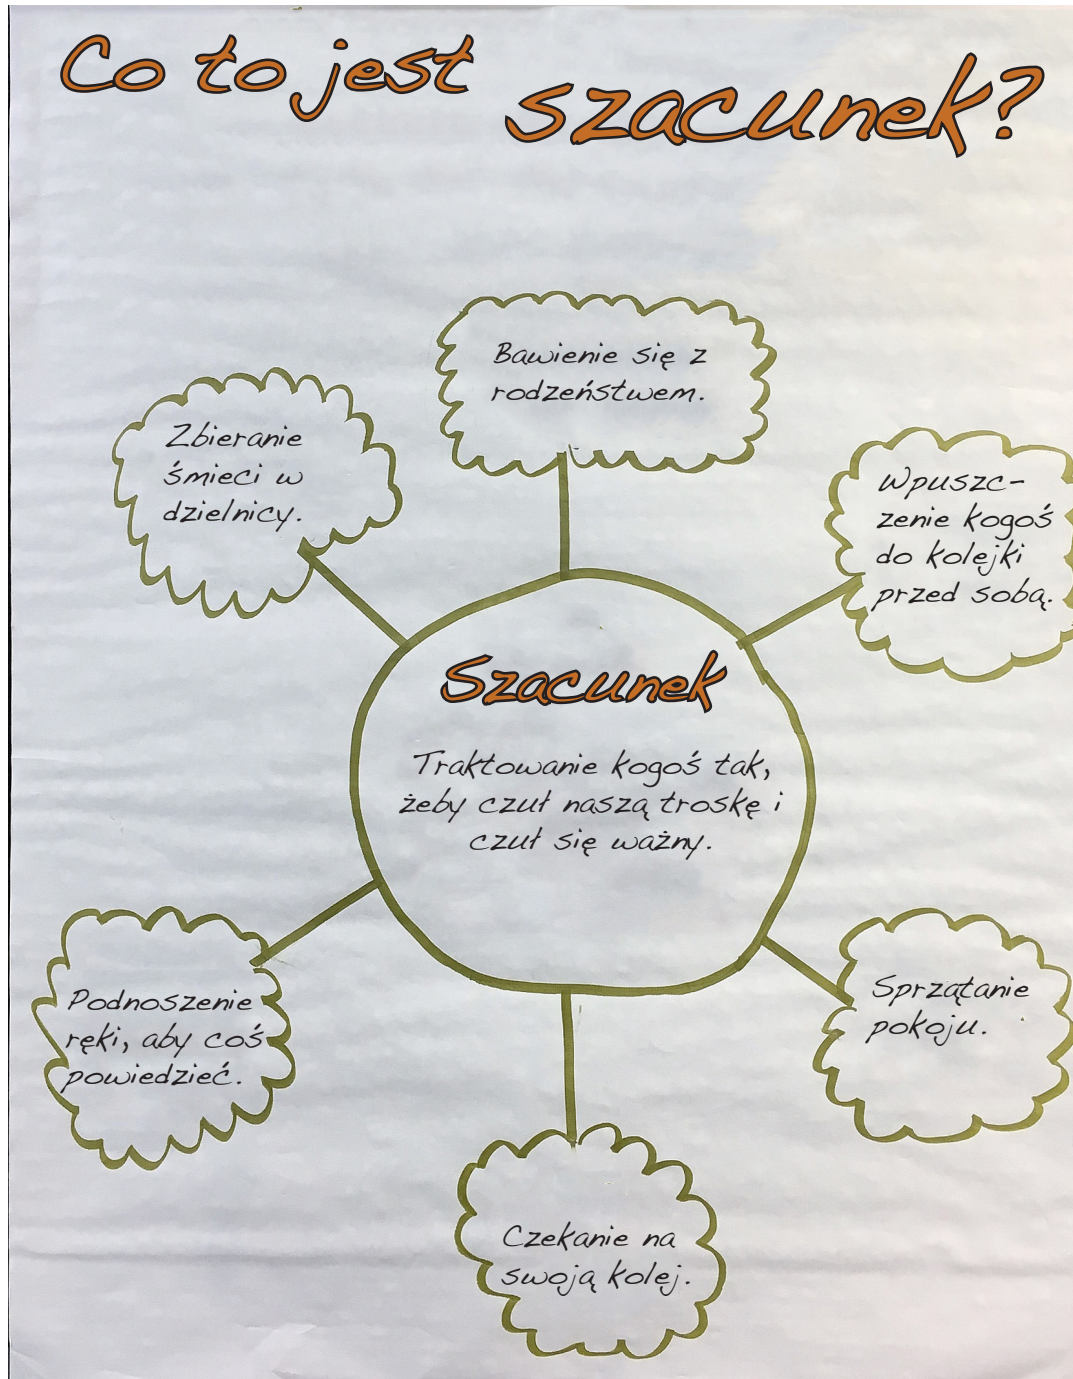 Co to jest szacunek?
Bawienie się z
rodzeństwem.
Zbieranie
śmieci w
dzielnicy.
Wpuszc-
zenie kogoś
do kolejki
przed sobą.
Szacunek
Traktowanie kogoś tak,
żeby czuł naszą troskę i
czuł się ważny.
Podnoszenie
ręki, aby coś
powiedzieć.
Sprzątanie
pokoju.
Czekanie na
swoją kolej.